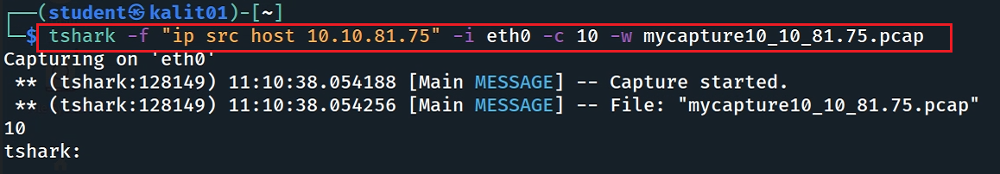 ┌──(student㉿kalit01)-[~]
└─$ tshark -f "ip src host 10.10.81.75" -i eth0 -c 10 -w mycapture10_10_81.75.pcap
Capturing on 'eth0'
 ** (tshark:128149) 11:10:38.054188 [Main MESSAGE] -- Capture started.
 ** (tshark:128149) 11:10:38.054256 [Main MESSAGE] -- File: "mycapture10_10_81.75.pcap"
10
tshark: